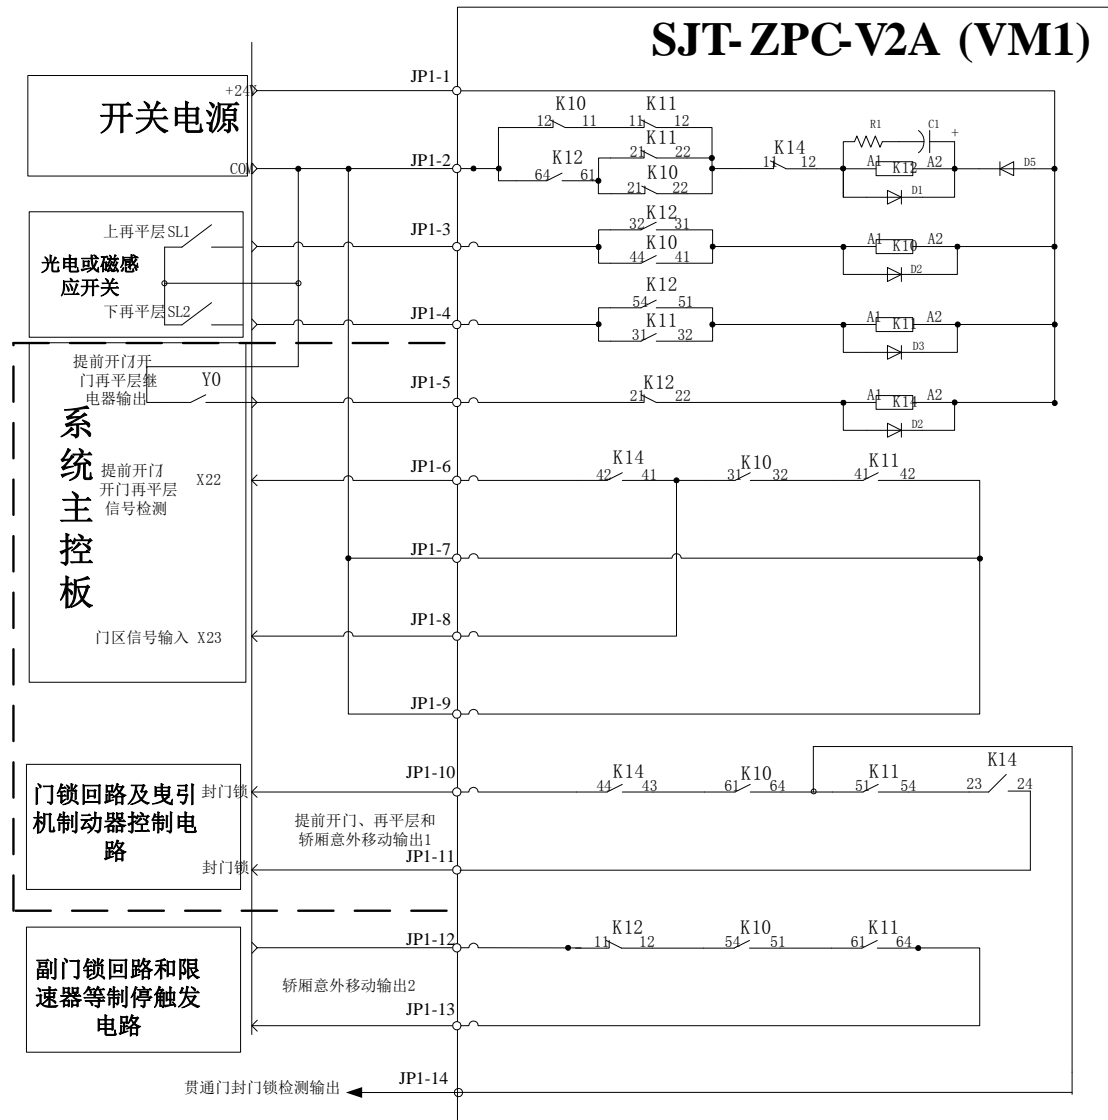 SJT-ZPC-V2A (VM1)
JP1-1
+24V
开关电源
COM
JP1-2
K10
12 11
K11
11 12
K11
21 22
K12
64 61
K10
21 22
K14
11 12
R1
C1
+
A1 K12 A2
D1
D5
上再平层 SL1
光电或磁感
应开关
下再平层 SL2
JP1-3
K12
32 31
K10
44 41
A1 K10 A2
D2
JP1-4
K12
54 51
K11
31 32
A1 K11 A2
D3
提前开门/开
门再平层继
电器输出
Y0
JP1-5
K12
21 22
A1 K14 A2
D2
系统主控板
提前开门/
开门再平层
信号检测
X22
JP1-6
K14
42 41
K10
31 32
K11
41 42
JP1-7
门区信号输入 X23
JP1-8
JP1-9
门锁回路及曳引
机制动器控制电
路
封门锁
JP1-10
K14
44 43
K10
61 64
K11
51 54
K14
23 24
提前开门、再平层和
轿厢意外移动输出1
封门锁
JP1-11
副门锁回路和限
速器等制停触发
电路
JP1-12
K12
11 12
K10
54 51
K11
61 64
轿厢意外移动输出2
JP1-13
贯通门封门锁检测输出
JP1-14